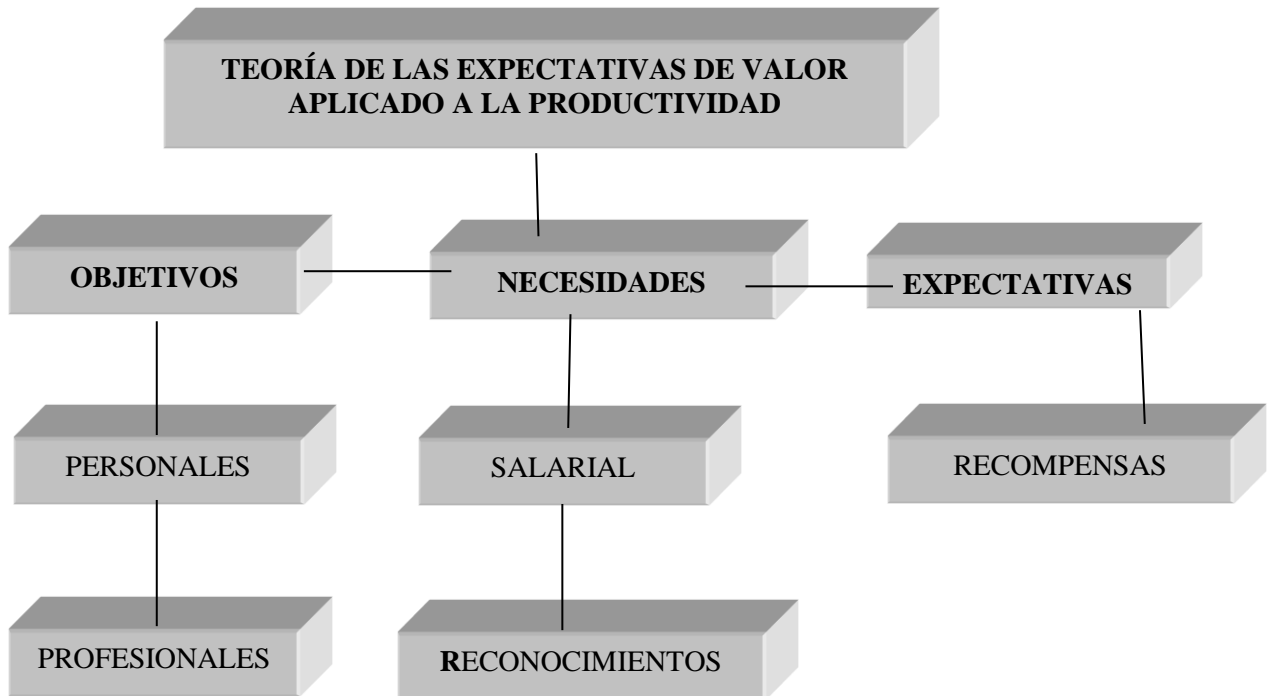 TEORÍA DE LAS EXPECTATIVAS DE VALOR
APLICADO A LA PRODUCTIVIDAD
OBJETIVOS
NECESIDADES
EXPECTATIVAS
PERSONALES
SALARIAL
RECOMPENSAS
PROFESIONALES
RECONOCIMIENTOS